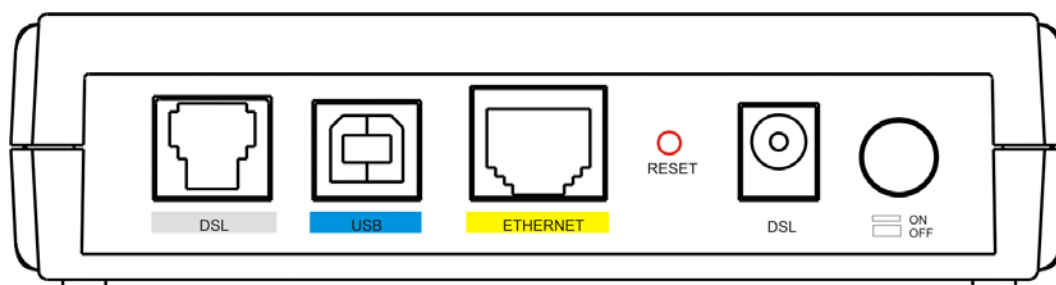 DSL
USB
ETHERNET
RESET
DSL
ON
OFF